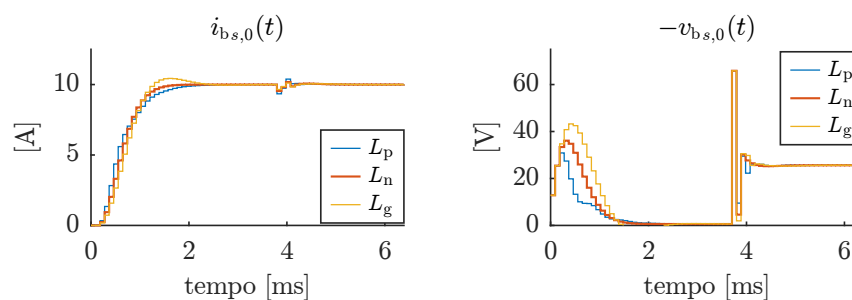 i_{bs,0}(t)
[A]
10
5
0
0 2 4 6
tempo [ms]
L_p
L_n
L_g
−v_{bs,0}(t)
[V]
60
40
20
0
0 2 4 6
tempo [ms]
L_p
L_n
L_g